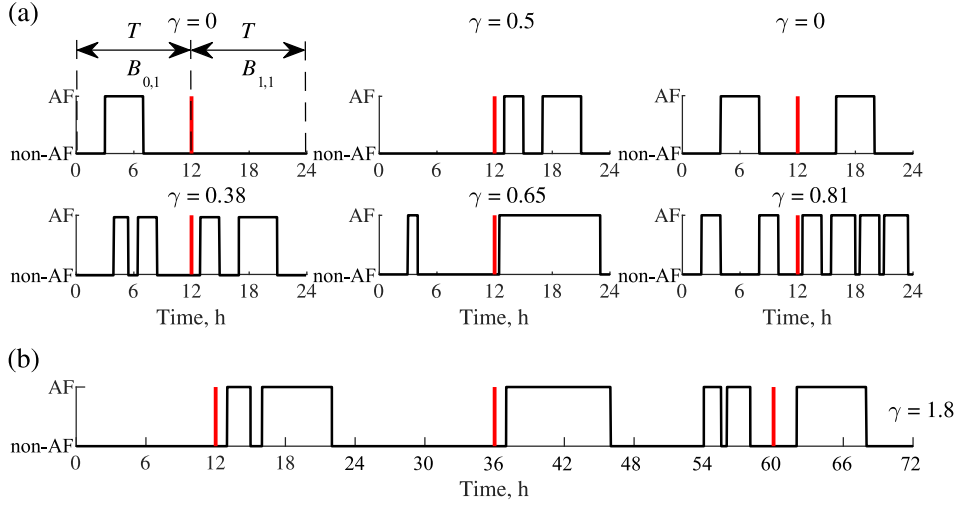 (a)
γ = 0
γ = 0.5
γ = 0
T T
B0,1 B1,1
AF
non-AF
0 6 12 18 24
AF
non-AF
0 6 12 18 24
AF
non-AF
0 6 12 18 24
γ = 0.38
γ = 0.65
γ = 0.81
AF
non-AF
0 6 12 18 24
Time, h
AF
non-AF
0 6 12 18 24
Time, h
AF
non-AF
0 6 12 18 24
Time, h
(b)
AF
non-AF
γ = 1.8
0 6 12 18 24 30 36 42 48 54 60 66 72
Time, h